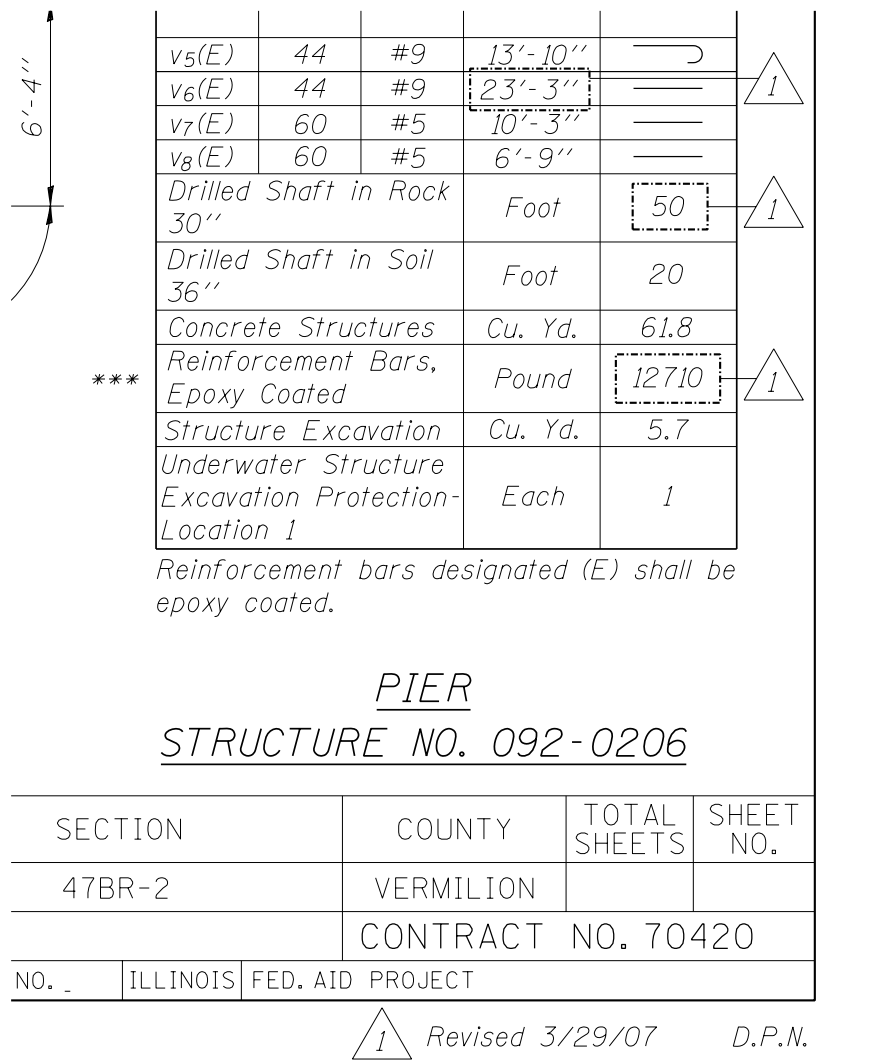 6'-4"
v5(E) 44 #9 13'-10"
v6(E) 44 #9 23'-3" 1
v7(E) 60 #5 10'-3"
v8(E) 60 #5 6'-9"
Drilled Shaft in Rock
30" Foot 50 1
Drilled Shaft in Soil
36" Foot 20
Concrete Structures Cu. Yd. 61.8
*** Reinforcement Bars,
Epoxy Coated Pound 12710 1
Structure Excavation Cu. Yd. 5.7
Underwater Structure
Excavation Protection- Each 1
Location 1
Reinforcement bars designated (E) shall be
epoxy coated.
PIER
STRUCTURE NO. 092-0206
SECTION COUNTY TOTAL SHEETS SHEET NO.
47BR-2 VERMILION
CONTRACT NO. 70420
NO. _ ILLINOIS FED. AID PROJECT
1 Revised 3/29/07 D.P.N.